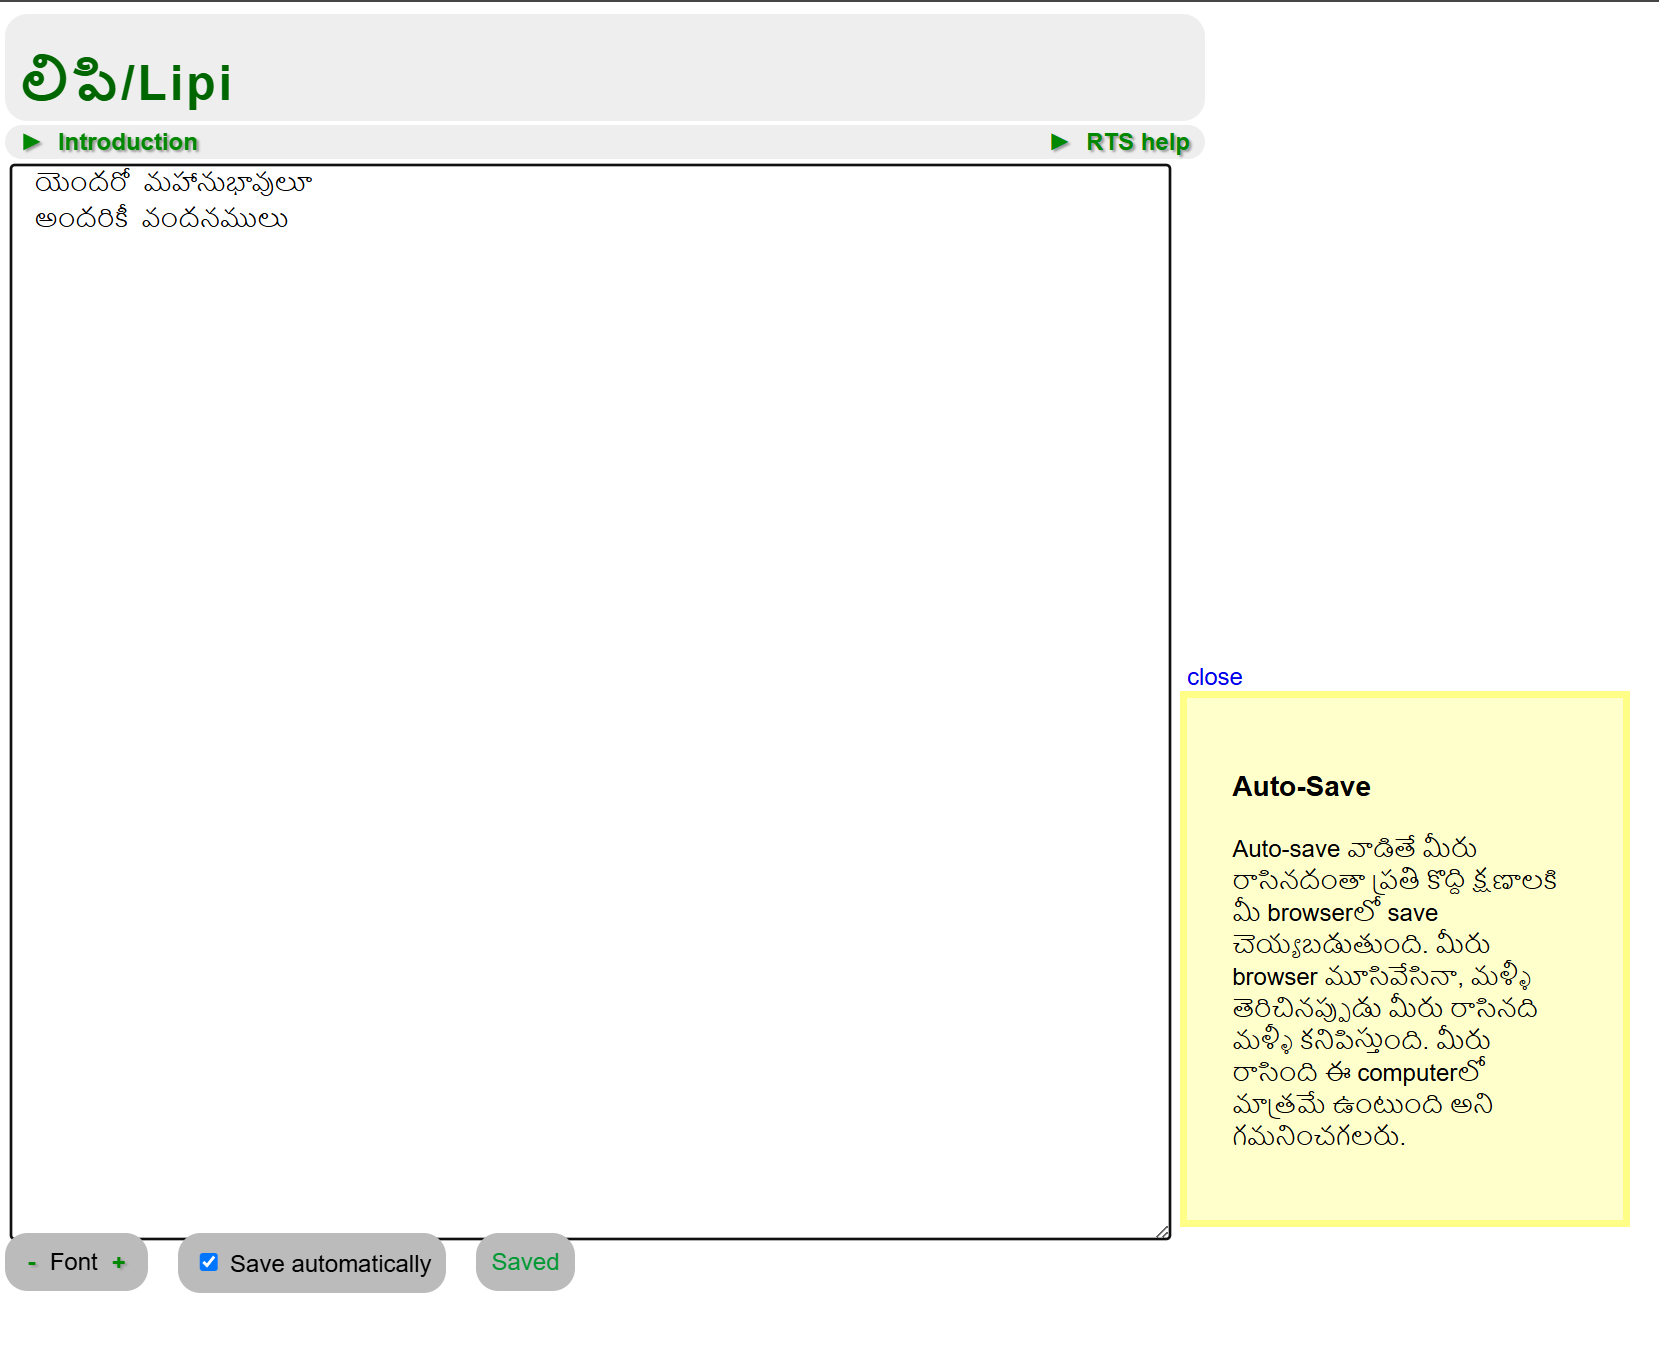 లిపి/Lipi
► Introduction
► RTS help
యెందరో మహానుభావులూ
అందరికీ వందనములు
close
Auto-Save
Auto-save వాడితే మీరు
రాసినదంతా ప్రతి కొద్ది క్షణాలకి
మీ browserలో save
చెయ్యబడుతుంది. మీరు
browser మూసివేసినా, మళ్ళీ
తెరిచినప్పుడు మీరు రాసినది
మళ్ళీ కనిపిస్తుంది. మీరు
రాసింది ఈ computerలో
మాత్రమే ఉంటుంది అని
గమనించగలరు.
- Font +
Save automatically
Saved